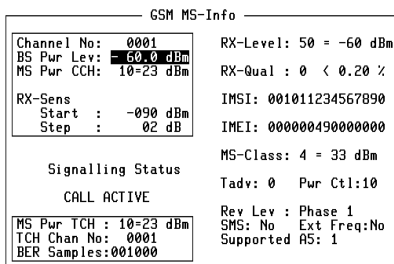 GSM MS-Info
Channel No: 0001
BS Pwr Lev: - 60.0 dBm
MS Pwr CCH: 10=23 dBm
RX-Sens
Start : -090 dBm
Step : 02 dB
Signalling Status
CALL ACTIVE
MS Pwr TCH : 10=23 dBm
TCH Chan No: 0001
BER Samples:001000
RX-Level: 50 = -60 dBm
RX-Qual : 0 < 0.20 %
IMSI: 001011234567890
IMEI: 000000490000000
MS-Class: 4 = 33 dBm
Tadv: 0 Pwr Ctl:10
Rev Lev : Phase 1
SMS: No Ext Freq:No
Supported A5: 1